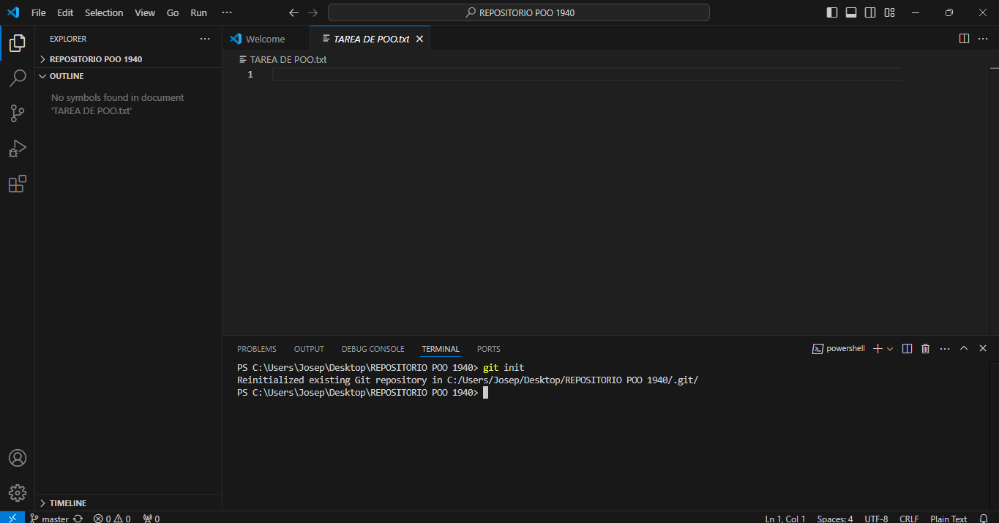 File Edit Selection View Go Run ··· REPOSITORIO POO 1940
EXPLORER ···
REPOSITORIO POO 1940
OUTLINE
No symbols found in document
'TAREA DE POO.txt'
TIMELINE
Welcome TAREA DE POO.txt ···
TAREA DE POO.txt
1
PROBLEMS OUTPUT DEBUG CONSOLE TERMINAL PORTS powershell ···
PS C:\Users\Josep\Desktop\REPOSITORIO POO 1940> git init
Reinitialized existing Git repository in C:/Users/Josep/Desktop/REPOSITORIO POO 1940/.git/
PS C:\Users\Josep\Desktop\REPOSITORIO POO 1940>
master 0 0 0 Ln 1, Col 1 Spaces: 4 UTF-8 CRLF Plain Text